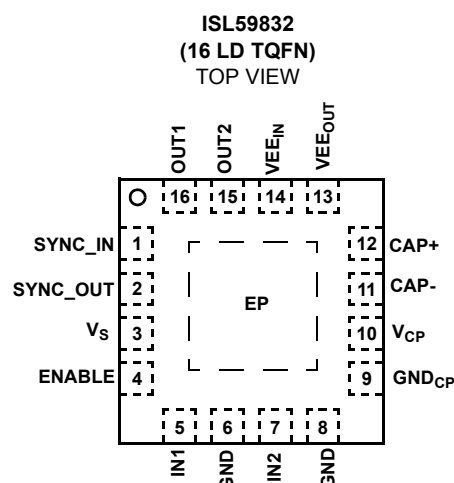 ISL59832
(16 LD TQFN)
TOP VIEW
OUT1
OUT2
VEEIN
VEEOUT
16
15
14
13
SYNC_IN
1
12
CAP+
SYNC_OUT
2
11
CAP-
EP
VS
3
10
VCP
ENABLE
4
9
GNDCP
5
6
7
8
IN1
GND
IN2
GND